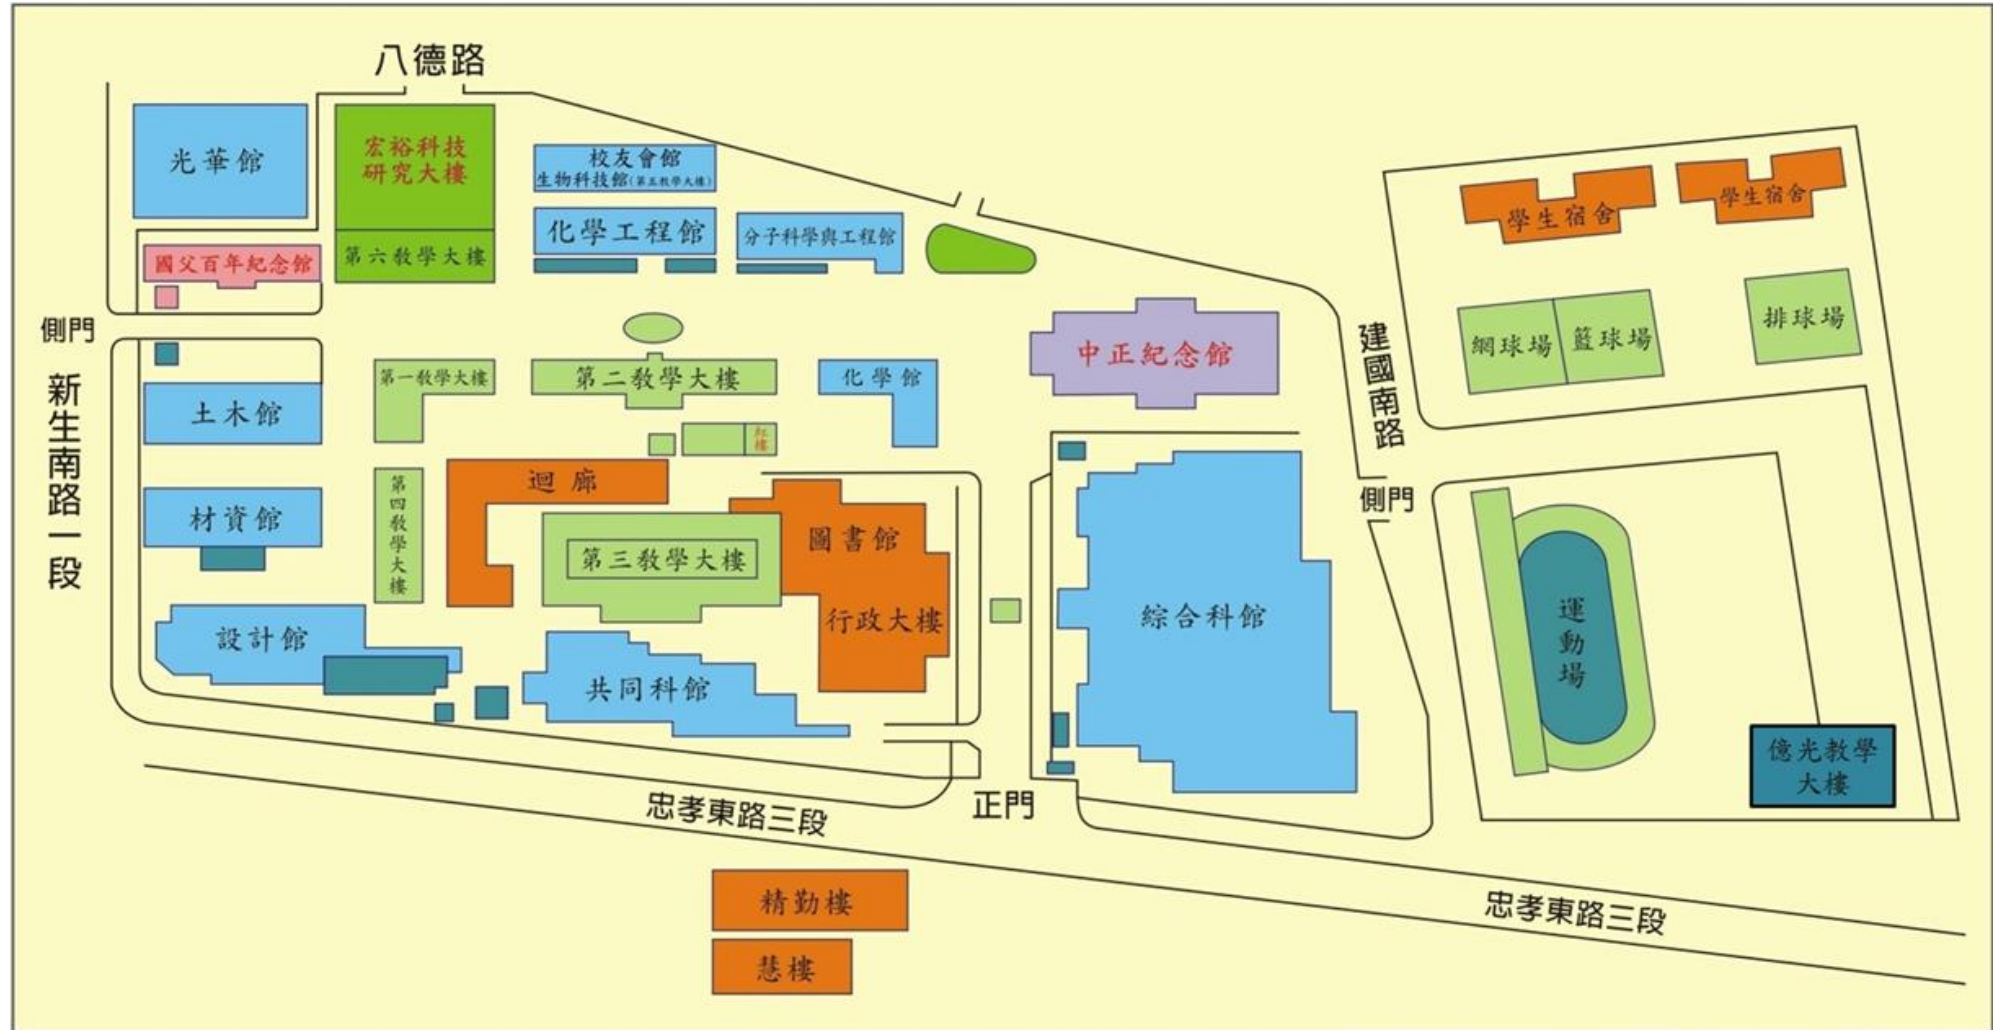 八德路
光華館
宏裕科技
研究大樓
校友會館
生物科技館(第五教學大樓)
化學工程館
分子科學與工程館
國父百年紀念館
第六教學大樓
學生宿舍
學生宿舍
側門
新生南路一段
第一教學大樓
第二教學大樓
化學館
中正紀念館
建國南路
網球場
籃球場
排球場
土木館
紅樓
迴廊
第四教學大樓
材資館
第三教學大樓
圖書館
行政大樓
側門
綜合科館
運動場
設計館
共同科館
億光教學
大樓
忠孝東路三段
正門
精勤樓
慧樓
忠孝東路三段